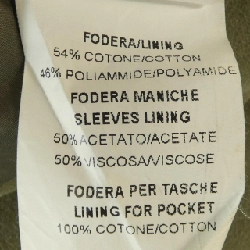 FODERA/LINING
54% COTONE/COTTON
46% POLIAMMIDE/POLYAMIDE
FODERA MANICHE
SLEEVES LINING
50% ACETATO/ACETATE
50% VISCOSA/VISCOSE
FODERA PER TASCHE
LINING FOR POCKET
100% COTONE/COTTON